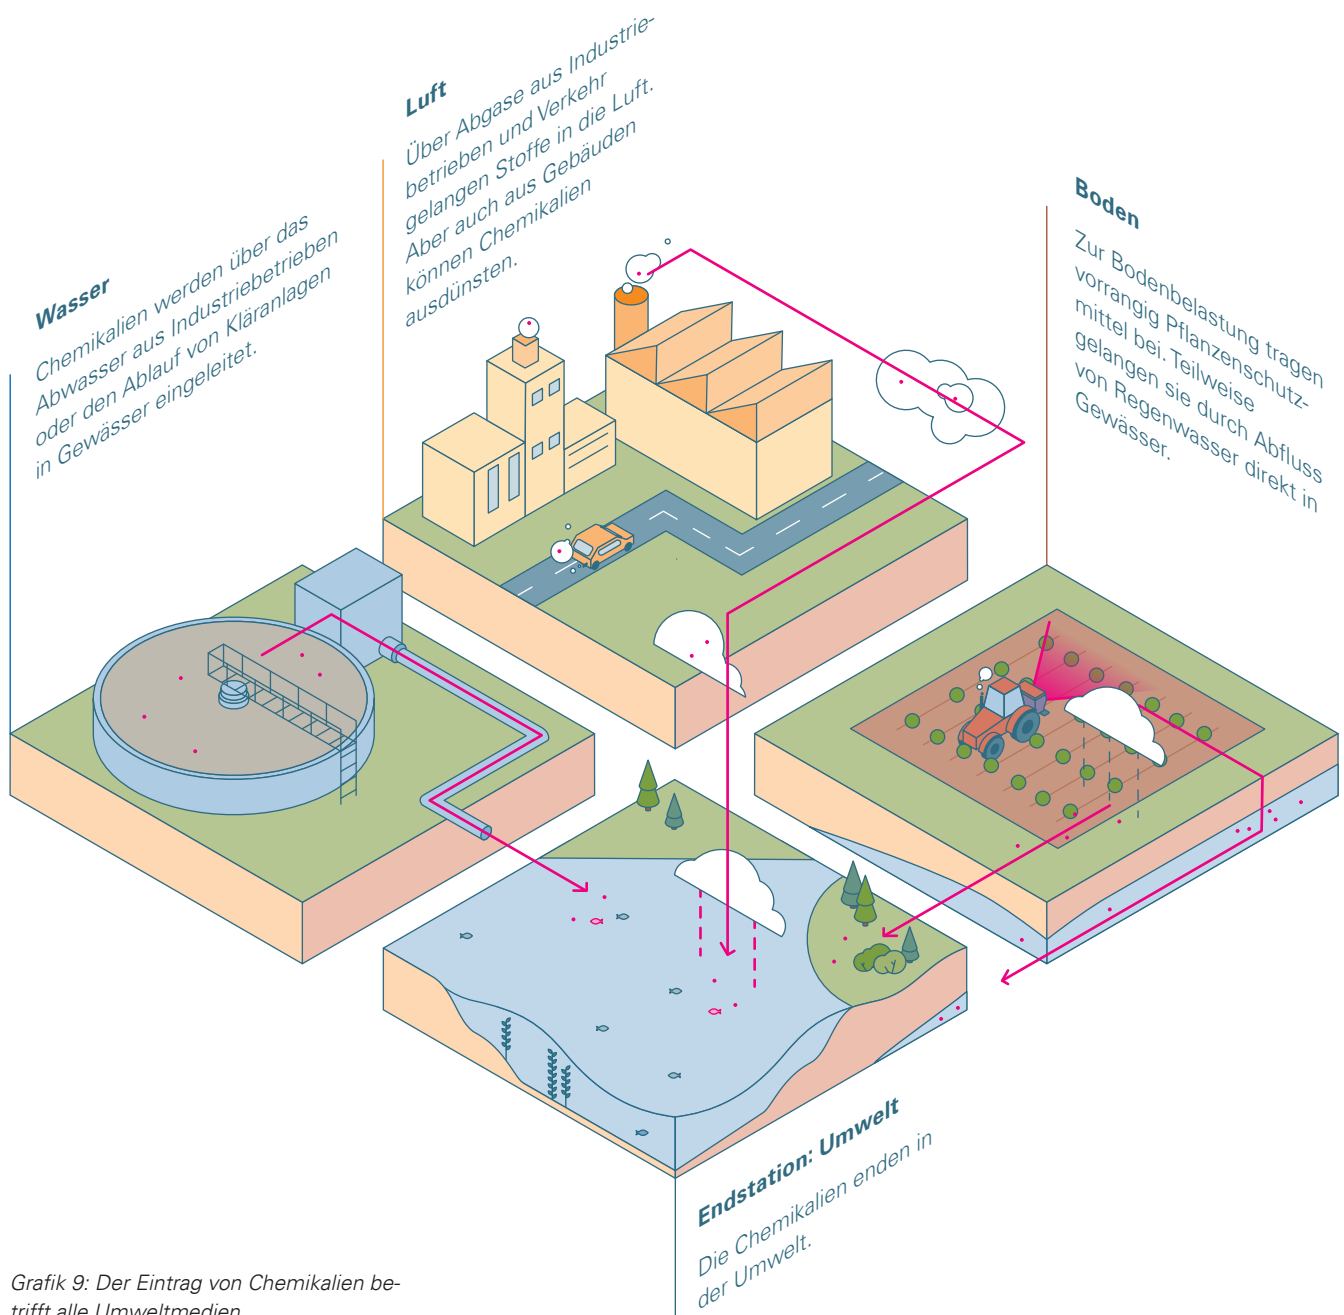 Luft
Über Abgase aus Industrie-
betrieben und Verkehr
gelangen Stoffe in die Luft.
Aber auch aus Gebäuden
können Chemikalien
ausdünsten.
Wasser
Chemikalien werden über das
Abwasser aus Industriebetrieben
oder den Ablauf von Kläranlagen
in Gewässer eingeleitet.
Boden
Zur Bodenbelastung tragen
vorrangig Pflanzenschutz-
mittel bei. Teilweise
gelangen sie durch Abfluss
von Regenwasser direkt in
Gewässer.
Endstation: Umwelt
Die Chemikalien enden in
der Umwelt.
Grafik 9: Der Eintrag von Chemikalien be-
trifft alle Umweltmedien